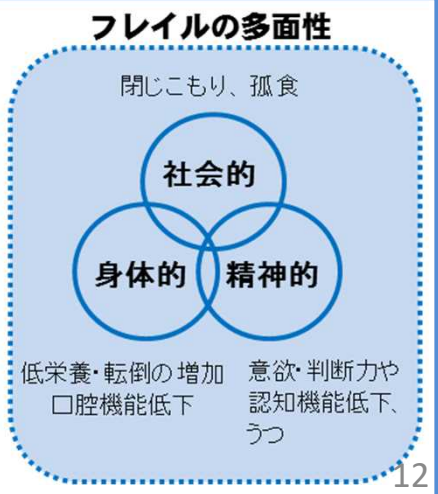 フレイルの多面性
閉じこもり、孤食
社会的
身体的
精神的
低栄養・転倒の増加
口腔機能低下
意欲・判断力や
認知機能低下、
うつ
12